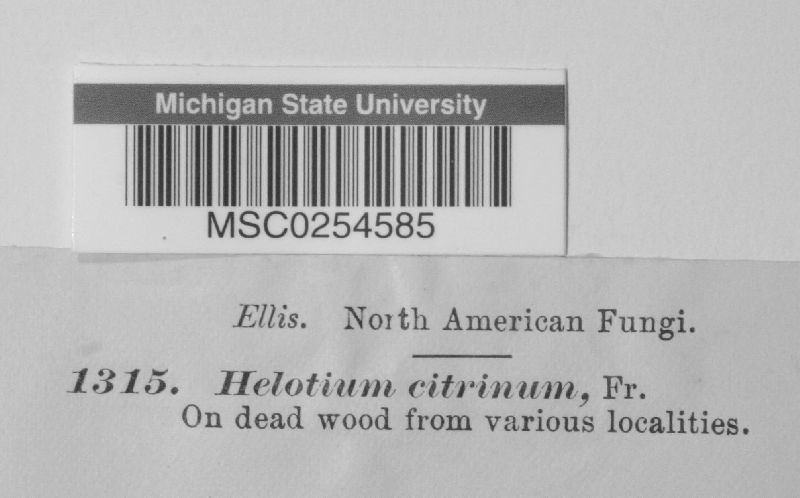 Michigan State University
MSC0254585
Ellis. North American Fungi.
1315. Helotium citrinum, Fr.
On dead wood from various localities.